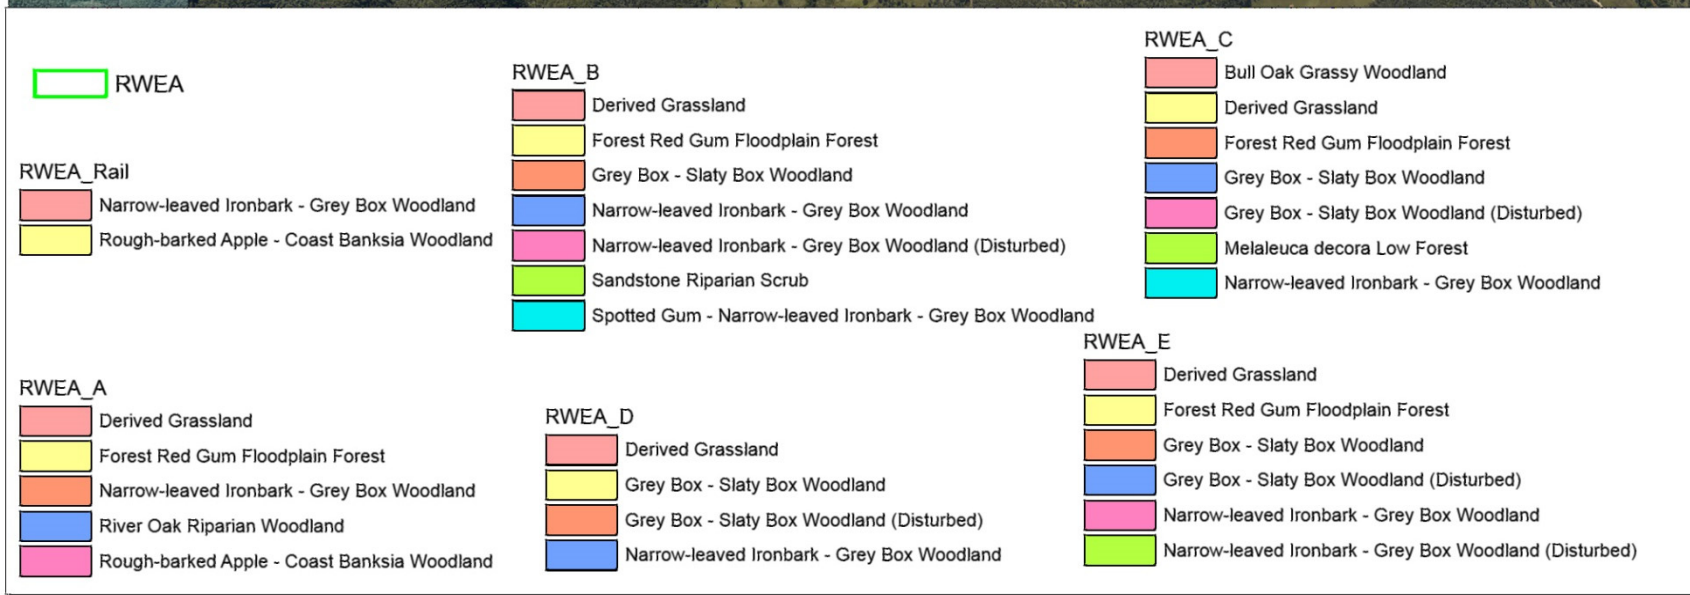 RWEA
RWEA_Rail
Narrow-leaved Ironbark - Grey Box Woodland
Rough-barked Apple - Coast Banksia Woodland
RWEA_A
Derived Grassland
Forest Red Gum Floodplain Forest
Narrow-leaved Ironbark - Grey Box Woodland
River Oak Riparian Woodland
Rough-barked Apple - Coast Banksia Woodland
RWEA_B
Derived Grassland
Forest Red Gum Floodplain Forest
Grey Box - Slaty Box Woodland
Narrow-leaved Ironbark - Grey Box Woodland
Narrow-leaved Ironbark - Grey Box Woodland (Disturbed)
Sandstone Riparian Scrub
Spotted Gum - Narrow-leaved Ironbark - Grey Box Woodland
RWEA_D
Derived Grassland
Grey Box - Slaty Box Woodland
Grey Box - Slaty Box Woodland (Disturbed)
Narrow-leaved Ironbark - Grey Box Woodland
RWEA_C
Bull Oak Grassy Woodland
Derived Grassland
Forest Red Gum Floodplain Forest
Grey Box - Slaty Box Woodland
Grey Box - Slaty Box Woodland (Disturbed)
Melaleuca decora Low Forest
Narrow-leaved Ironbark - Grey Box Woodland
RWEA_E
Derived Grassland
Forest Red Gum Floodplain Forest
Grey Box - Slaty Box Woodland
Grey Box - Slaty Box Woodland (Disturbed)
Narrow-leaved Ironbark - Grey Box Woodland
Narrow-leaved Ironbark - Grey Box Woodland (Disturbed)